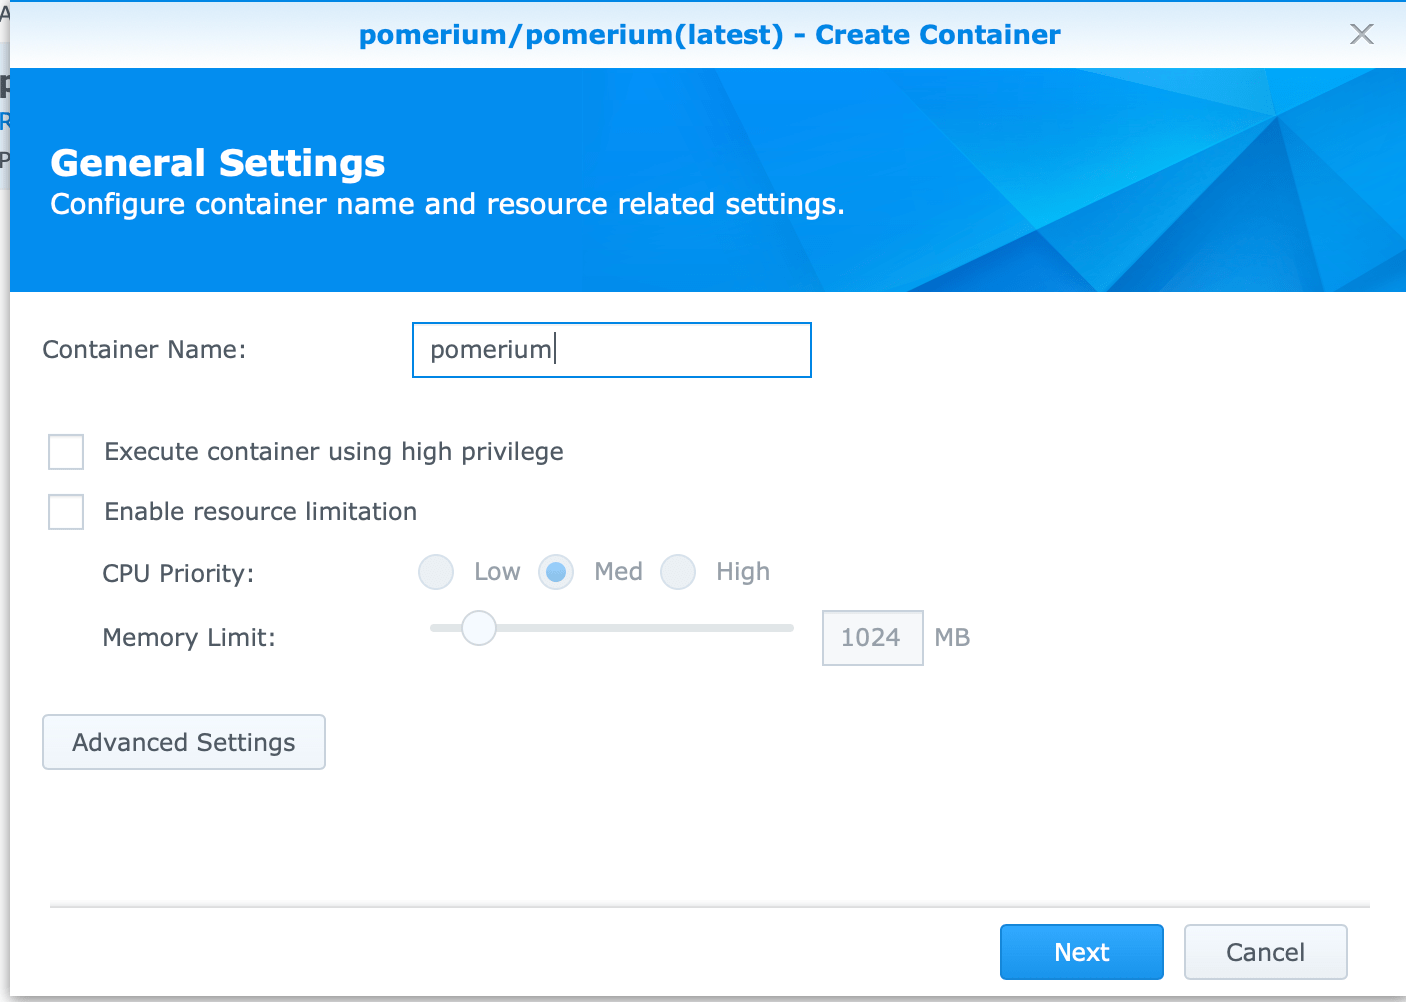 pomerium/pomerium(latest) - Create Container
General Settings
Configure container name and resource related settings.
Container Name:
pomerium
Execute container using high privilege
Enable resource limitation
CPU Priority:
Low
Med
High
Memory Limit:
1024
MB
Advanced Settings
Next
Cancel